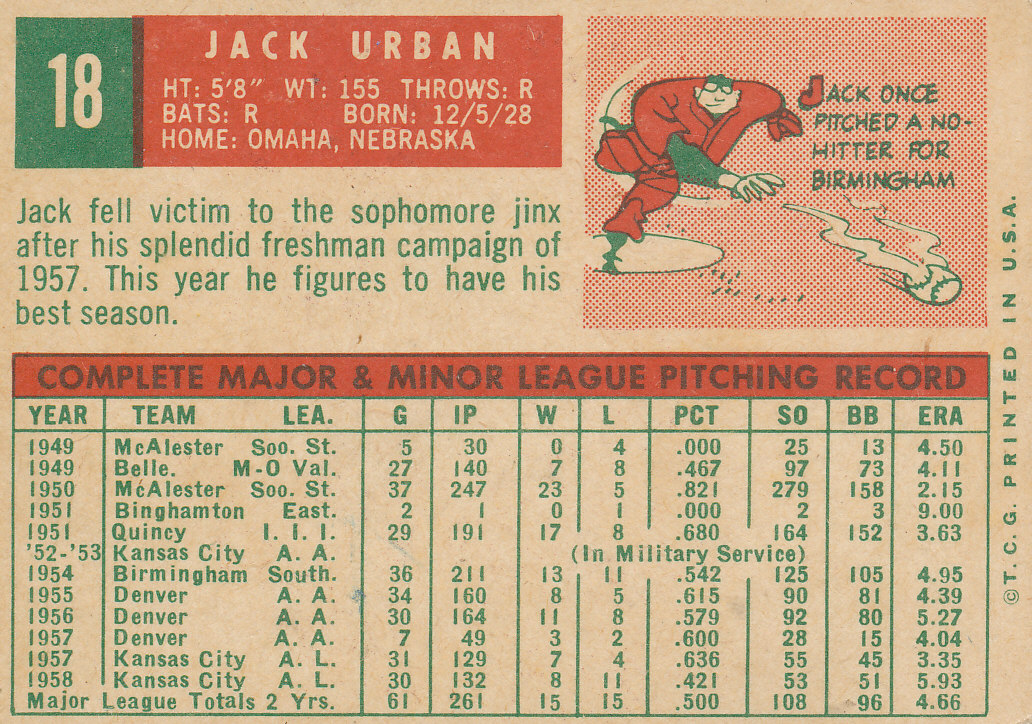 18
JACK URBAN
HT: 5'8" WT: 155 THROWS: R
BATS: R BORN: 12/5/28
HOME: OMAHA, NEBRASKA
Jack fell victim to the sophomore jinx
after his splendid freshman campaign of
1957. This year he figures to have his
best season.
JACK ONCE
PITCHED A NO-
HITTER FOR
BIRMINGHAM
COMPLETE MAJOR & MINOR LEAGUE PITCHING RECORD
YEAR TEAM LEA. G IP W L PCT SO BB ERA
1949 McAlester Soo. St. 5 30 0 4 .000 25 13 4.50
1949 Belle. M-O Val. 27 140 7 8 .467 97 73 4.11
1950 McAlester Soo. St. 37 247 23 5 .821 279 158 2.15
1951 Binghamton East. 2 1 0 1 .000 2 3 9.00
1951 Quincy I. I. I. 29 191 17 8 .680 164 152 3.63
'52-'53 Kansas City A. A. (In Military Service)
1954 Birmingham South. 36 211 13 11 .542 125 105 4.95
1955 Denver A. A. 34 160 8 5 .615 90 81 4.39
1956 Denver A. A. 30 164 11 8 .579 92 80 5.27
1957 Denver A. A. 7 49 3 2 .600 28 15 4.04
1957 Kansas City A. L. 31 129 7 4 .636 55 45 3.35
1958 Kansas City A. L. 30 132 8 11 .421 53 51 5.93
Major League Totals 2 Yrs. 61 261 15 15 .500 108 96 4.66
©T.C.G. PRINTED IN U.S.A.